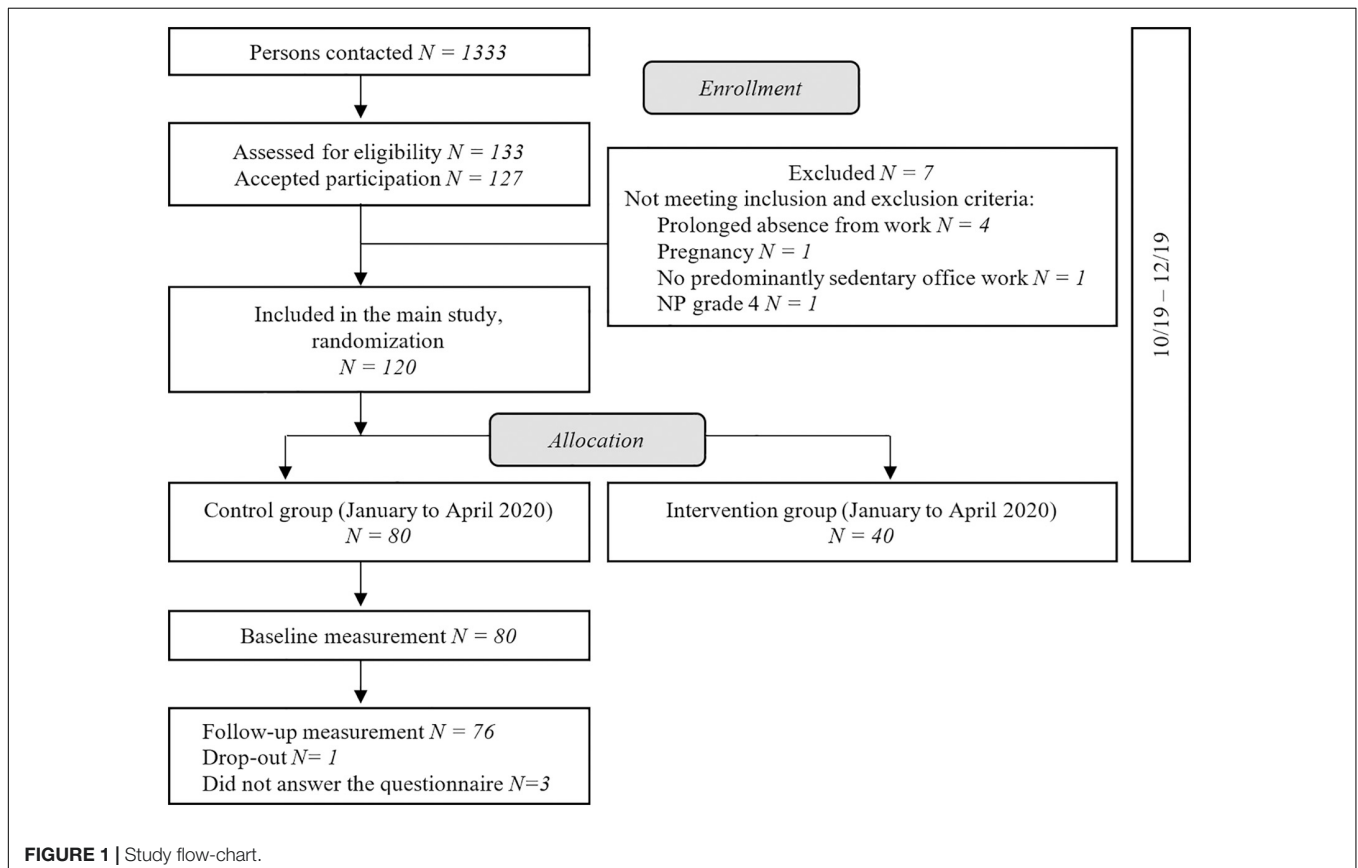 Persons contacted N = 1333
Enrollment
Assessed for eligibility N = 133
Accepted participation N = 127
Excluded N = 7
Not meeting inclusion and exclusion criteria:
Prolonged absence from work N = 4
Pregnancy N = 1
No predominantly sedentary office work N = 1
NP grade 4 N = 1
Included in the main study,
randomization
N = 120
10/19 – 12/19
Allocation
Control group (January to April 2020)
N = 80
Intervention group (January to April 2020)
N = 40
Baseline measurement N = 80
Follow-up measurement N = 76
Drop-out N= 1
Did not answer the questionnaire N=3
FIGURE 1 | Study flow-chart.